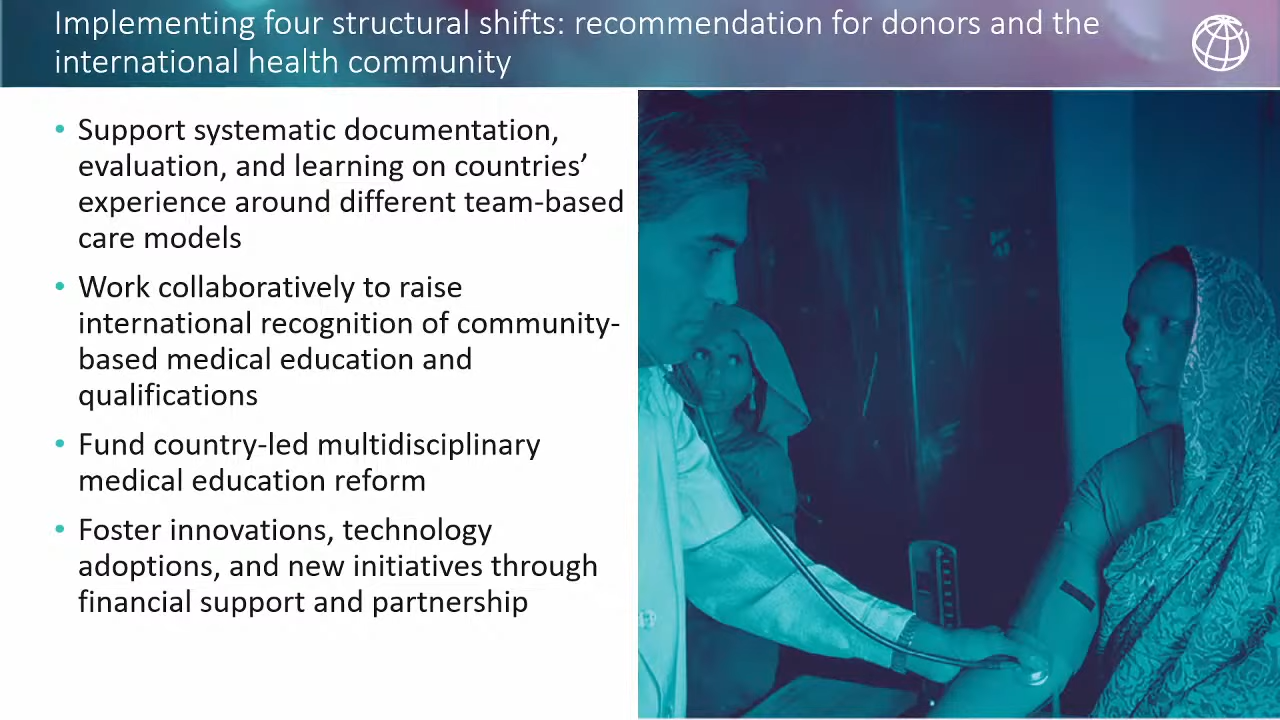 Implementing four structural shifts: recommendation for donors and the
international health community
• Support systematic documentation,
evaluation, and learning on countries’
experience around different team-based
care models
• Work collaboratively to raise
international recognition of community-
based medical education and
qualifications
• Fund country-led multidisciplinary
medical education reform
• Foster innovations, technology
adoptions, and new initiatives through
financial support and partnership